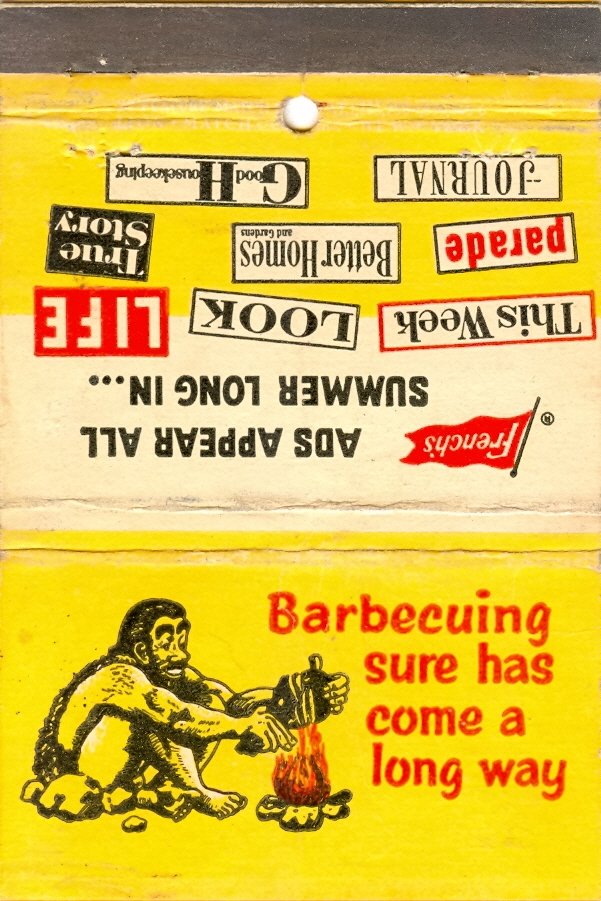 French's ®
ADS APPEAR ALL
SUMMER LONG IN...
This Week
LOOK
LIFE
parade
Better Homes
and Gardens
True
Story
JOURNAL
Good Housekeeping
Barbecuing
sure has
come a
long way